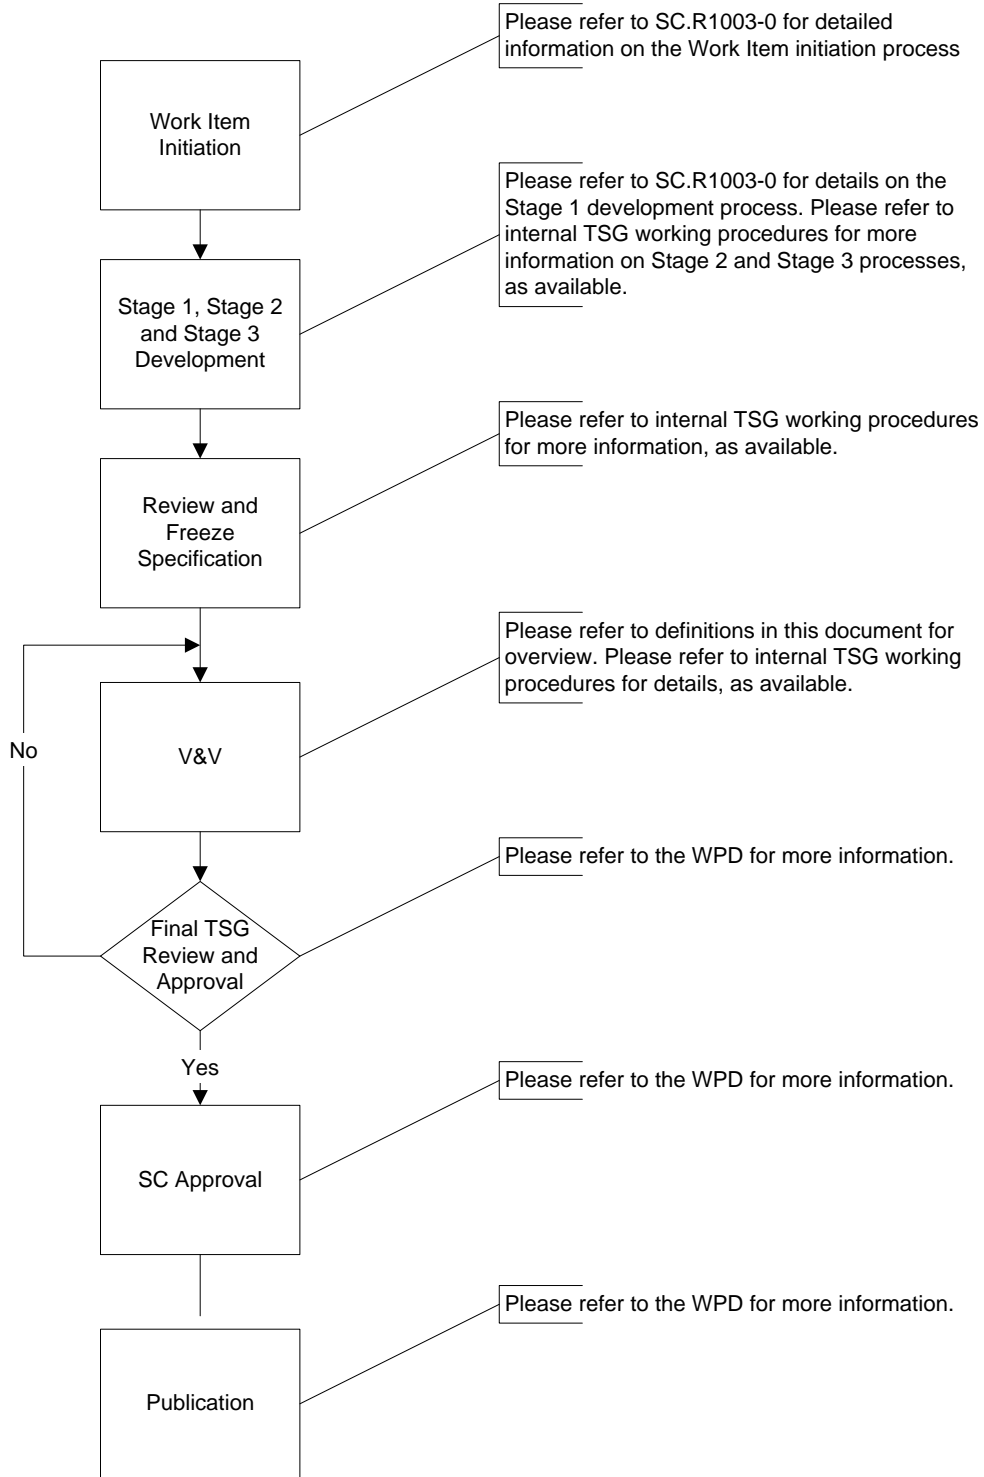 Please refer to SC.R1003-0 for detailed
information on the Work Item initiation process
Work Item
Initiation
Please refer to SC.R1003-0 for details on the
Stage 1 development process. Please refer to
internal TSG working procedures for more
information on Stage 2 and Stage 3 processes,
as available.
Stage 1, Stage 2
and Stage 3
Development
Please refer to internal TSG working procedures
for more information, as available.
Review and
Freeze
Specification
Please refer to definitions in this document for
overview. Please refer to internal TSG working
procedures for details, as available.
No
V&V
Please refer to the WPD for more information.
Final TSG
Review and
Approval
Yes
Please refer to the WPD for more information.
SC Approval
Please refer to the WPD for more information.
Publication